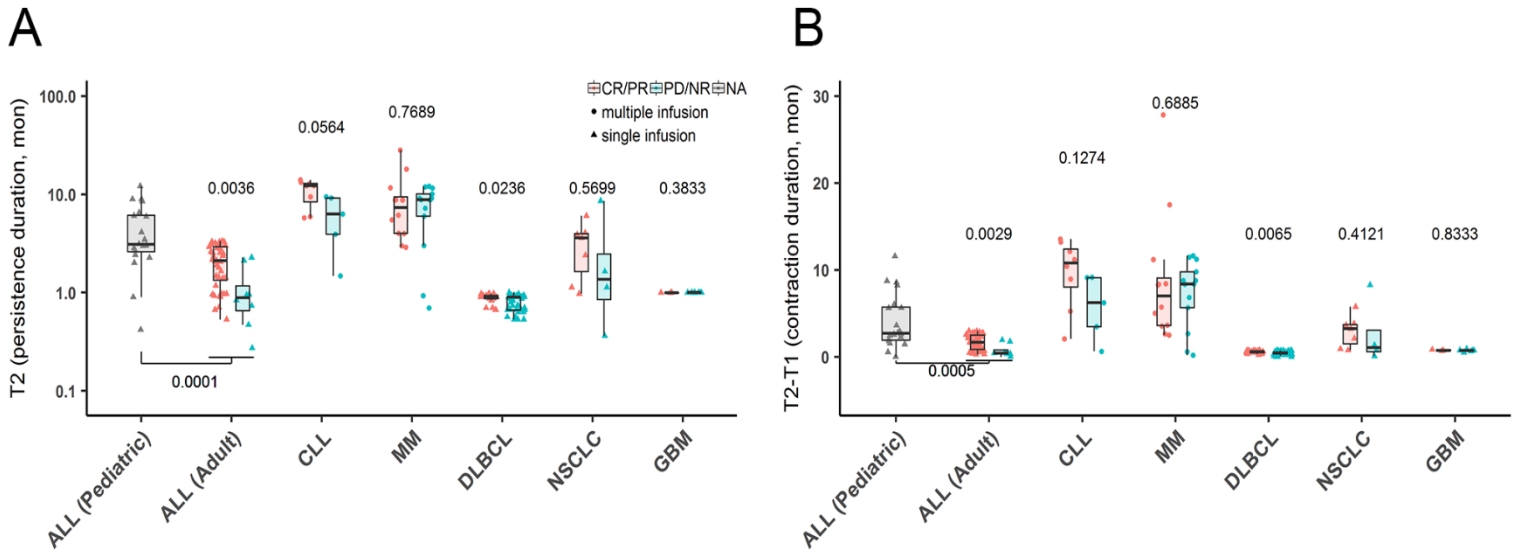 A
T2 (persistence duration, mon)
100.0
10.0
1.0
0.1
CR/PR PD/NR NA
multiple infusion
single infusion
0.0036
0.0564
0.7689
0.0236
0.5699
0.3833
0.0001
ALL (Pediatric)
ALL (Adult)
CLL
MM
DLBCL
NSCLC
GBM
B
T2-T1 (contraction duration, mon)
30
20
10
0
0.0029
0.1274
0.6885
0.0065
0.4121
0.8333
0.0005
ALL (Pediatric)
ALL (Adult)
CLL
MM
DLBCL
NSCLC
GBM